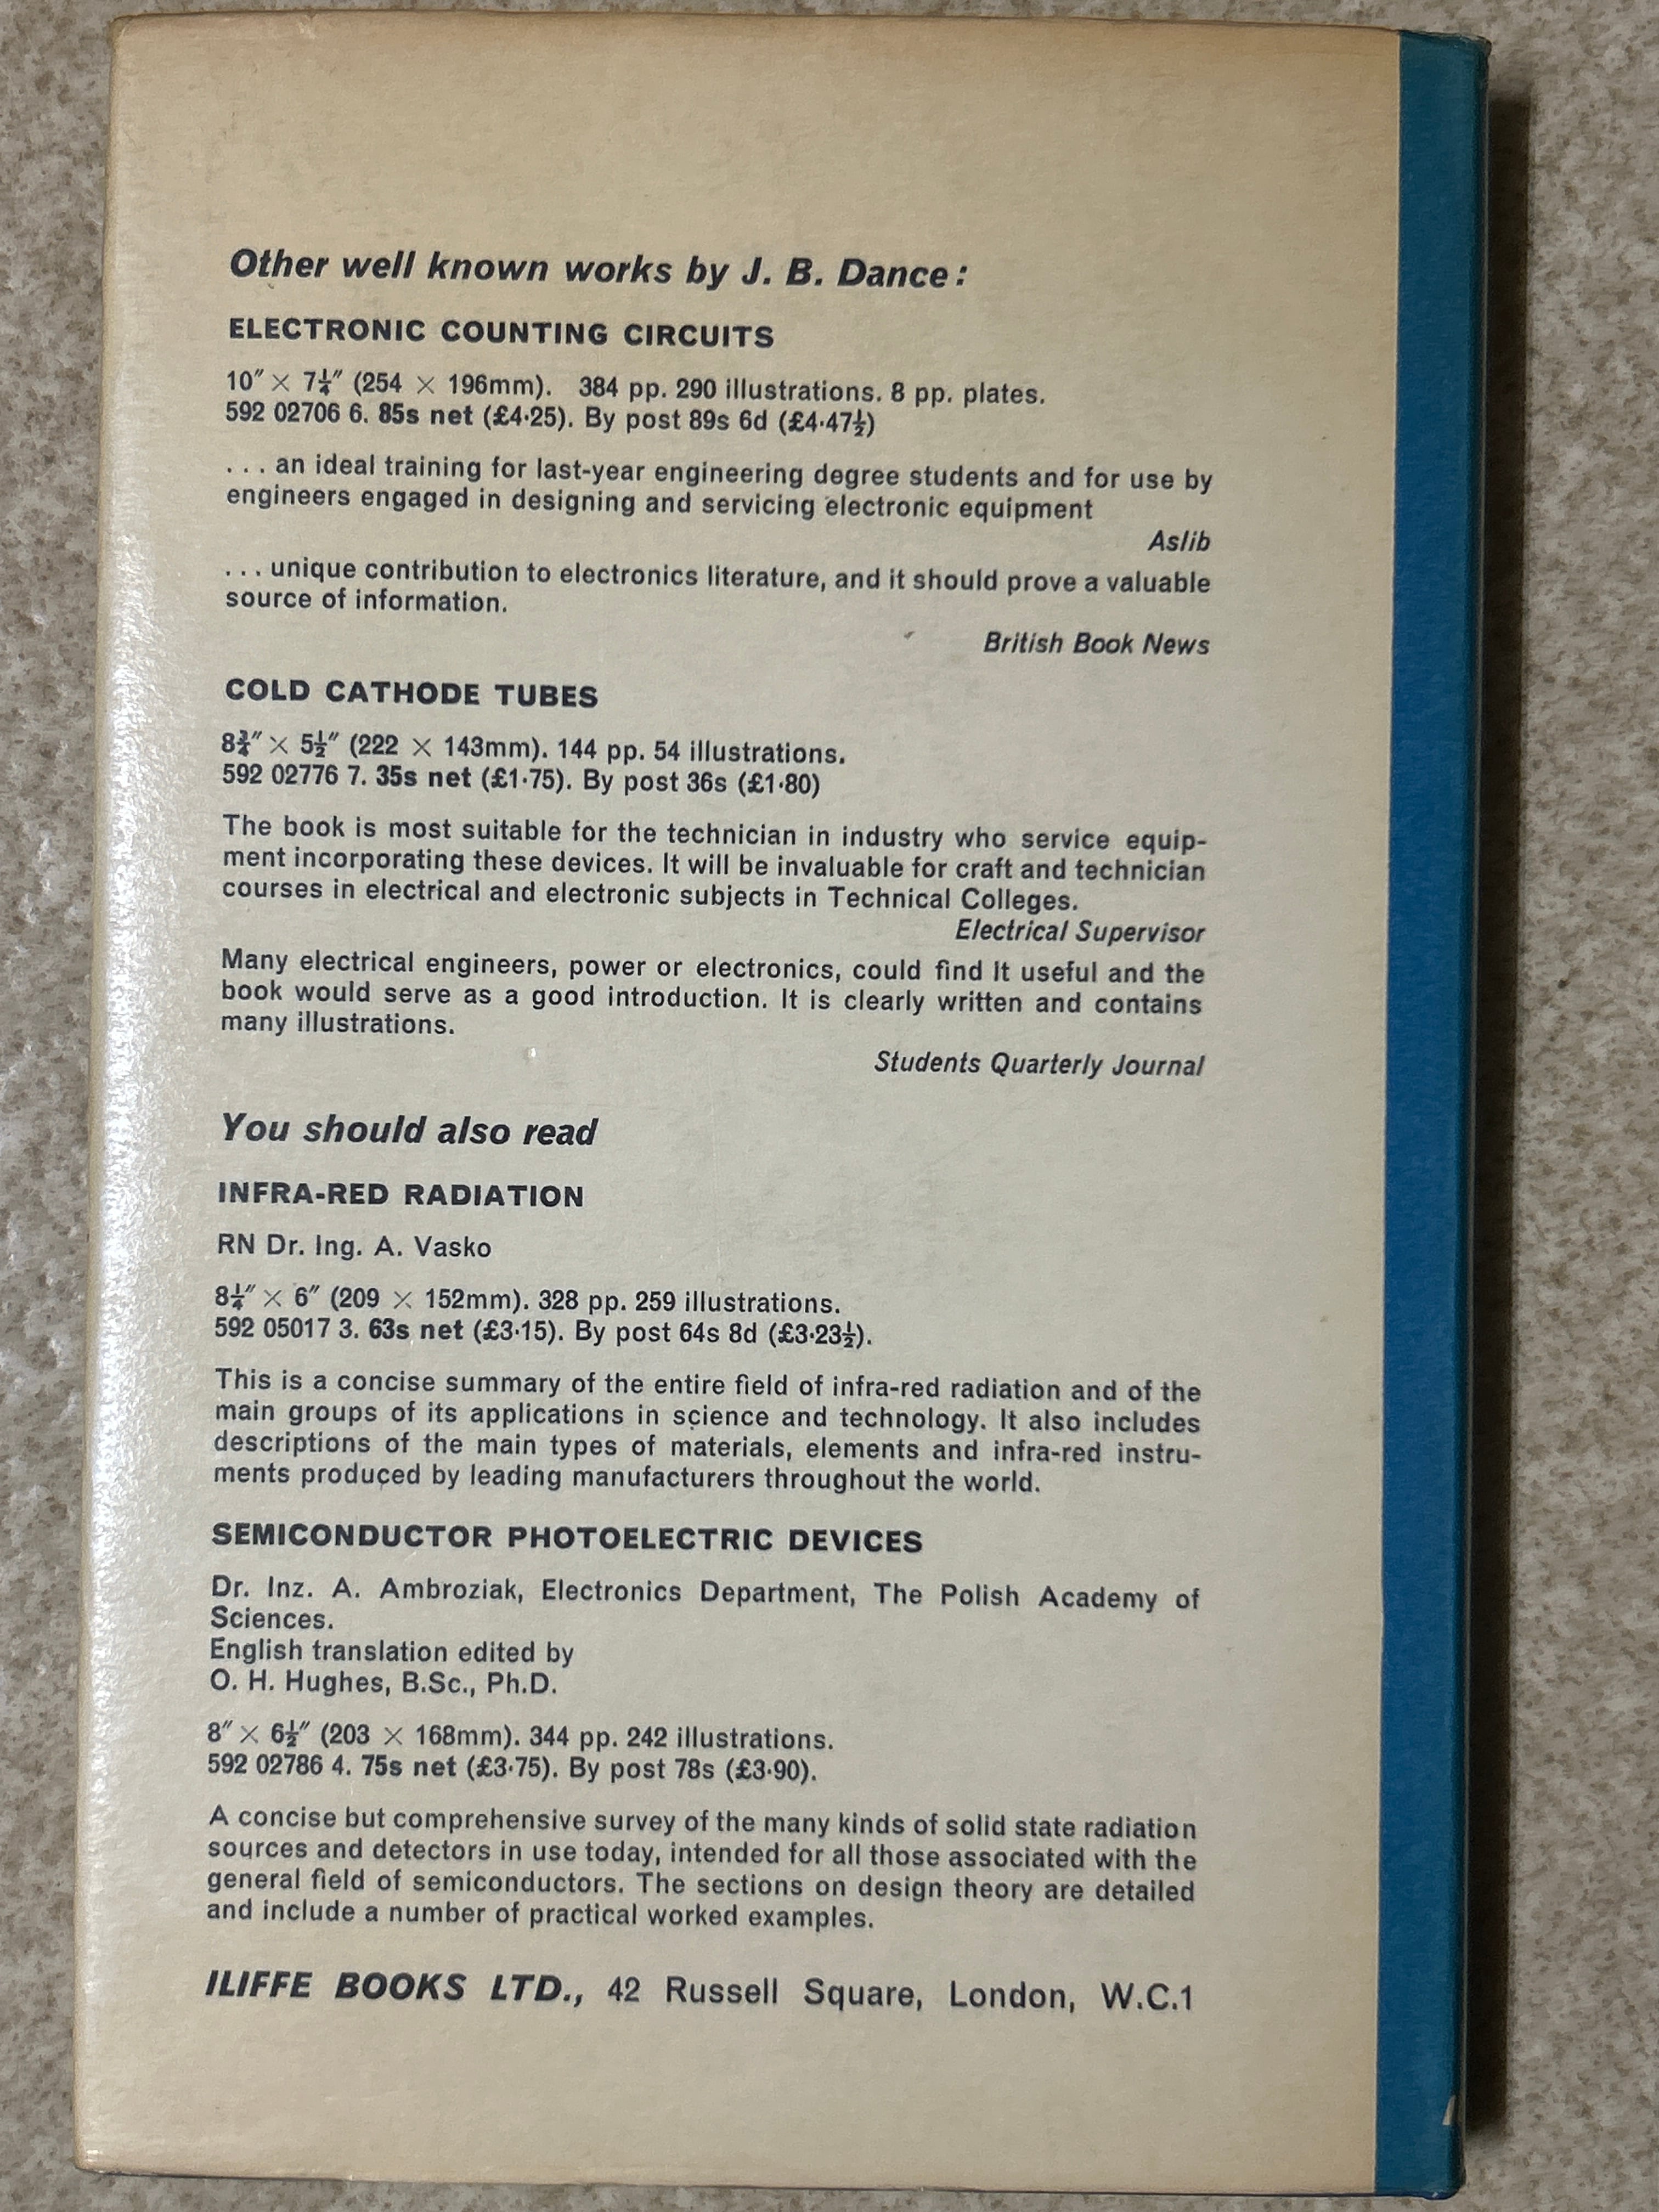 Other well known works by J. B. Dance:
ELECTRONIC COUNTING CIRCUITS
10″ × 7¼″ (254 × 196mm). 384 pp. 290 illustrations. 8 pp. plates.
592 02706 6. 85s net (£4·25). By post 89s 6d (£4·47½)
. . . an ideal training for last-year engineering degree students and for use by
engineers engaged in designing and servicing electronic equipment
Aslib
. . . unique contribution to electronics literature, and it should prove a valuable
source of information.
British Book News
COLD CATHODE TUBES
8¾″ × 5½″ (222 × 143mm). 144 pp. 54 illustrations.
592 02776 7. 35s net (£1·75). By post 36s (£1·80)
The book is most suitable for the technician in industry who service equip-
ment incorporating these devices. It will be invaluable for craft and technician
courses in electrical and electronic subjects in Technical Colleges.
Electrical Supervisor
Many electrical engineers, power or electronics, could find It useful and the
book would serve as a good introduction. It is clearly written and contains
many illustrations.
Students Quarterly Journal
You should also read
INFRA-RED RADIATION
RN Dr. Ing. A. Vasko
8¼″ × 6″ (209 × 152mm). 328 pp. 259 illustrations.
592 05017 3. 63s net (£3·15). By post 64s 8d (£3·23½).
This is a concise summary of the entire field of infra-red radiation and of the
main groups of its applications in science and technology. It also includes
descriptions of the main types of materials, elements and infra-red instru-
ments produced by leading manufacturers throughout the world.
SEMICONDUCTOR PHOTOELECTRIC DEVICES
Dr. Inz. A. Ambroziak, Electronics Department, The Polish Academy of
Sciences.
English translation edited by
O. H. Hughes, B.Sc., Ph.D.
8″ × 6½″ (203 × 168mm). 344 pp. 242 illustrations.
592 02786 4. 75s net (£3·75). By post 78s (£3·90).
A concise but comprehensive survey of the many kinds of solid state radiation
sources and detectors in use today, intended for all those associated with the
general field of semiconductors. The sections on design theory are detailed
and include a number of practical worked examples.
ILIFFE BOOKS LTD., 42 Russell Square, London, W.C.1